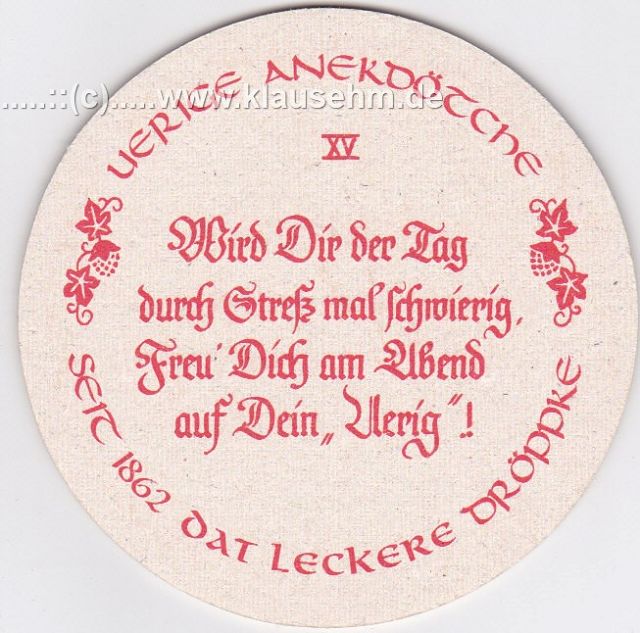 UERIGE ANEKDÖTCHE
.....::(c).....www.klausehm.de
XV
Wird Dir der Tag
durch Streß mal schwierig,
Freu' Dich am Abend
auf Dein „Uerig"!
SEIT 1862 DAT LECKERE DRÖPPKE